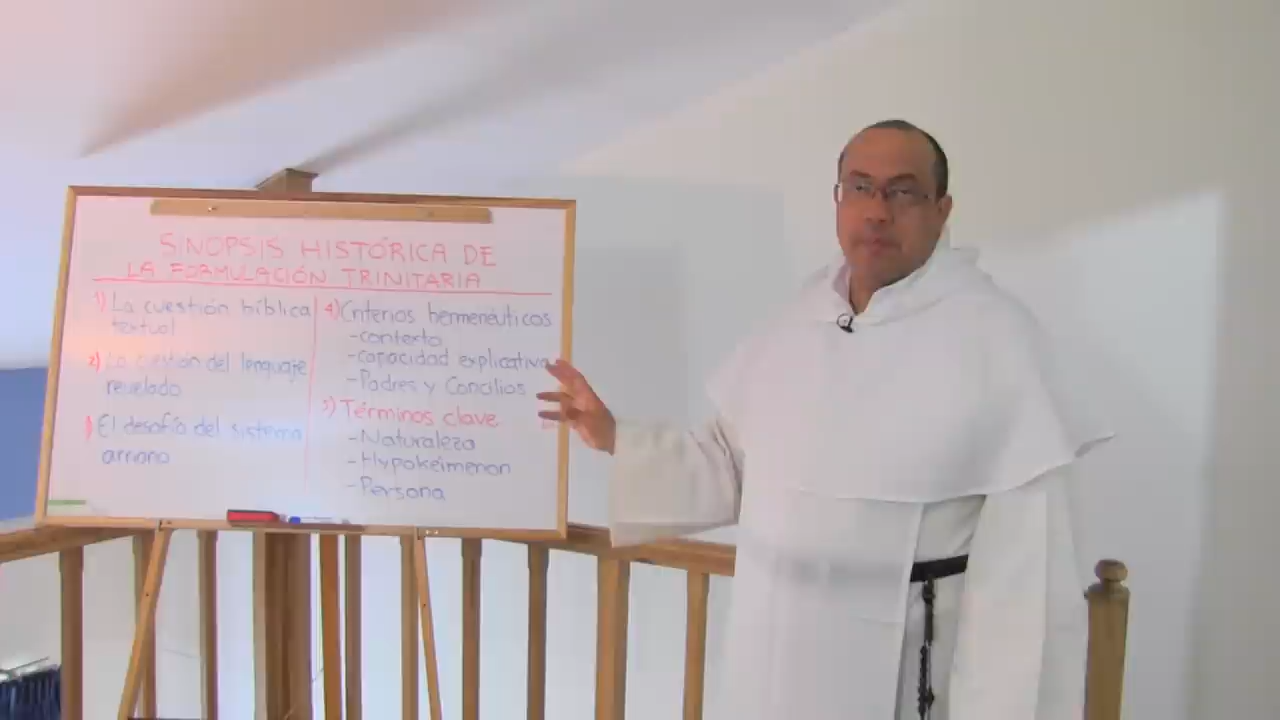 SINOPSIS HISTÓRICA DE
LA FORMULACIÓN TRINITARIA
1) La cuestión bíblica
textual
2) La cuestión del lenguaje
revelado
3) El desafío del sistema
arriano
4) Criterios hermenéuticos
-contexto
-capacidad explicativa
-Padres y Concilios
5) Términos clave
-Naturaleza
-Hypokeimenon
-Persona